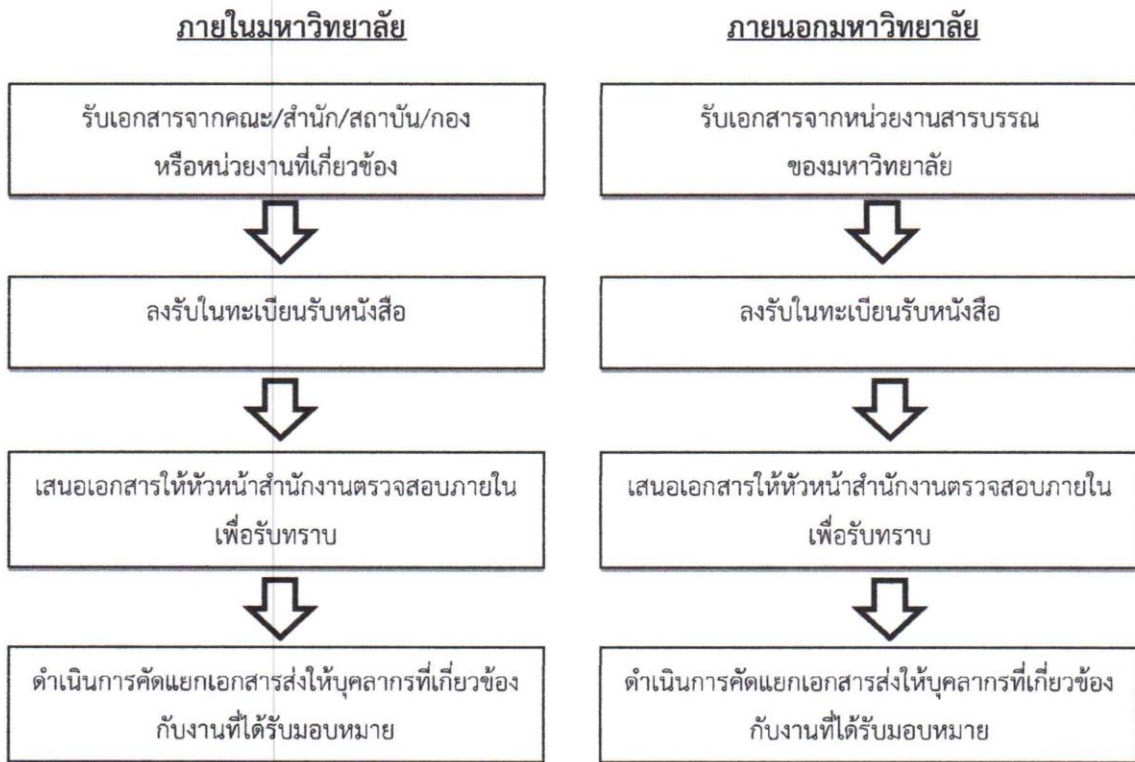 ภายในมหาวิทยาลัย
รับเอกสารจากคณะ/สำนัก/สถาบัน/กอง
หรือหน่วยงานที่เกี่ยวข้อง
ลงรับในทะเบียนรับหนังสือ
เสนอเอกสารให้หัวหน้าสำนักงานตรวจสอบภายใน
เพื่อรับทราบ
ดำเนินการคัดแยกเอกสารส่งให้บุคลากรที่เกี่ยวข้อง
กับงานที่ได้รับมอบหมาย
ภายนอกมหาวิทยาลัย
รับเอกสารจากหน่วยงานสารบรรณ
ของมหาวิทยาลัย
ลงรับในทะเบียนรับหนังสือ
เสนอเอกสารให้หัวหน้าสำนักงานตรวจสอบภายใน
เพื่อรับทราบ
ดำเนินการคัดแยกเอกสารส่งให้บุคลากรที่เกี่ยวข้อง
กับงานที่ได้รับมอบหมาย